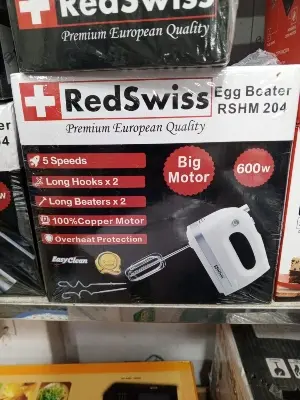 RedSwiss
Premium European Quality
RedSwiss
Egg Beater
RSHM 204
Premium European Quality
5 Speeds
Long Hooks x 2
Long Beaters x 2
100%Copper Motor
Overheat Protection
Big
Motor
600w
EasyClean